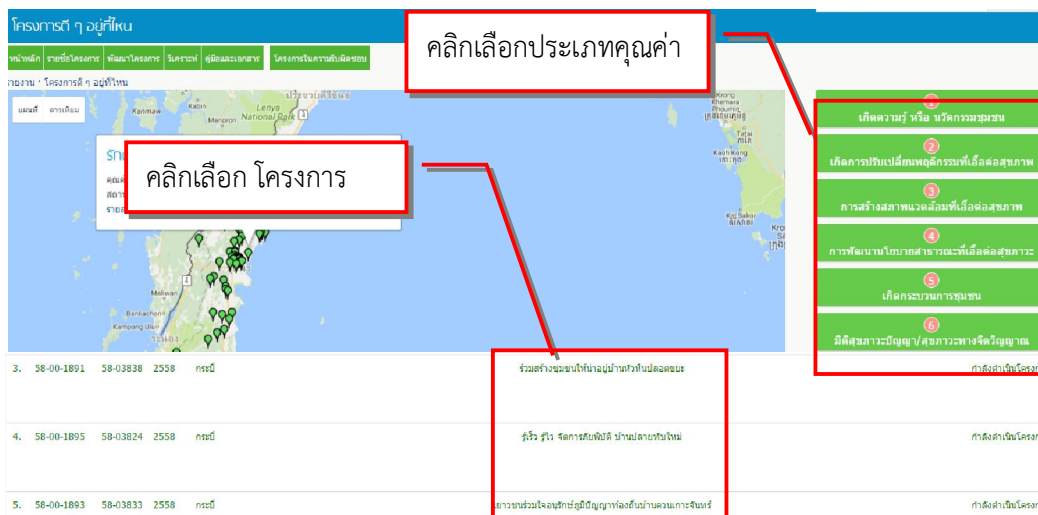 โครงการดี ๆ อยู่ที่ไหน
คลิกเลือกประเภทคุณค่า
หน้าหลัก รายชื่อโครงการ พัฒนาโครงการ วิเคราะห์ คู่มือและเอกสาร โครงการในความรับผิดชอบ
รายงาน โครงการดี ๆ อยู่ที่ไหน
แผนที่ ดาวเทียม
Kanmaw
Manoron
Lenya
National Park
คลิกเลือก โครงการ
Maliwan
Bankachon
Kampong Ulu
ระนอง
Koh Kong
1
เกิดความรู้ หรือ นวัตกรรมชุมชน
2
เกิดการปรับเปลี่ยนพฤติกรรมที่เอื้อต่อสุขภาพ
3
การสร้างสภาพแวดล้อมที่เอื้อต่อสุขภาพ
4
การพัฒนานโยบายสาธารณะที่เอื้อต่อสุขภาวะ
5
เกิดกระบวนการชุมชน
6
มิติสุขภาวะปัญญา/สุขภาวะทางจิตวิญญาณ
3. 58-00-1891 58-03838 2558 กระบี่ ร่วมสร้างชุมชนให้น่าอยู่บ้านหัวหินปลอดขยะ กำลังดำเนินโครงก
4. 58-00-1895 58-03824 2558 กระบี่ รู้เร็ว รู้ไว จัดการภัยพิบัติ บ้านปลายทับใหม่ กำลังดำเนินโครงก
5. 58-00-1893 58-03833 2558 กระบี่ เยาวชนร่วมใจอนุรักษ์ภูมิปัญญาท้องถิ่นบ้านควนเกาะจันทร์ กำลังดำเนินโครงก